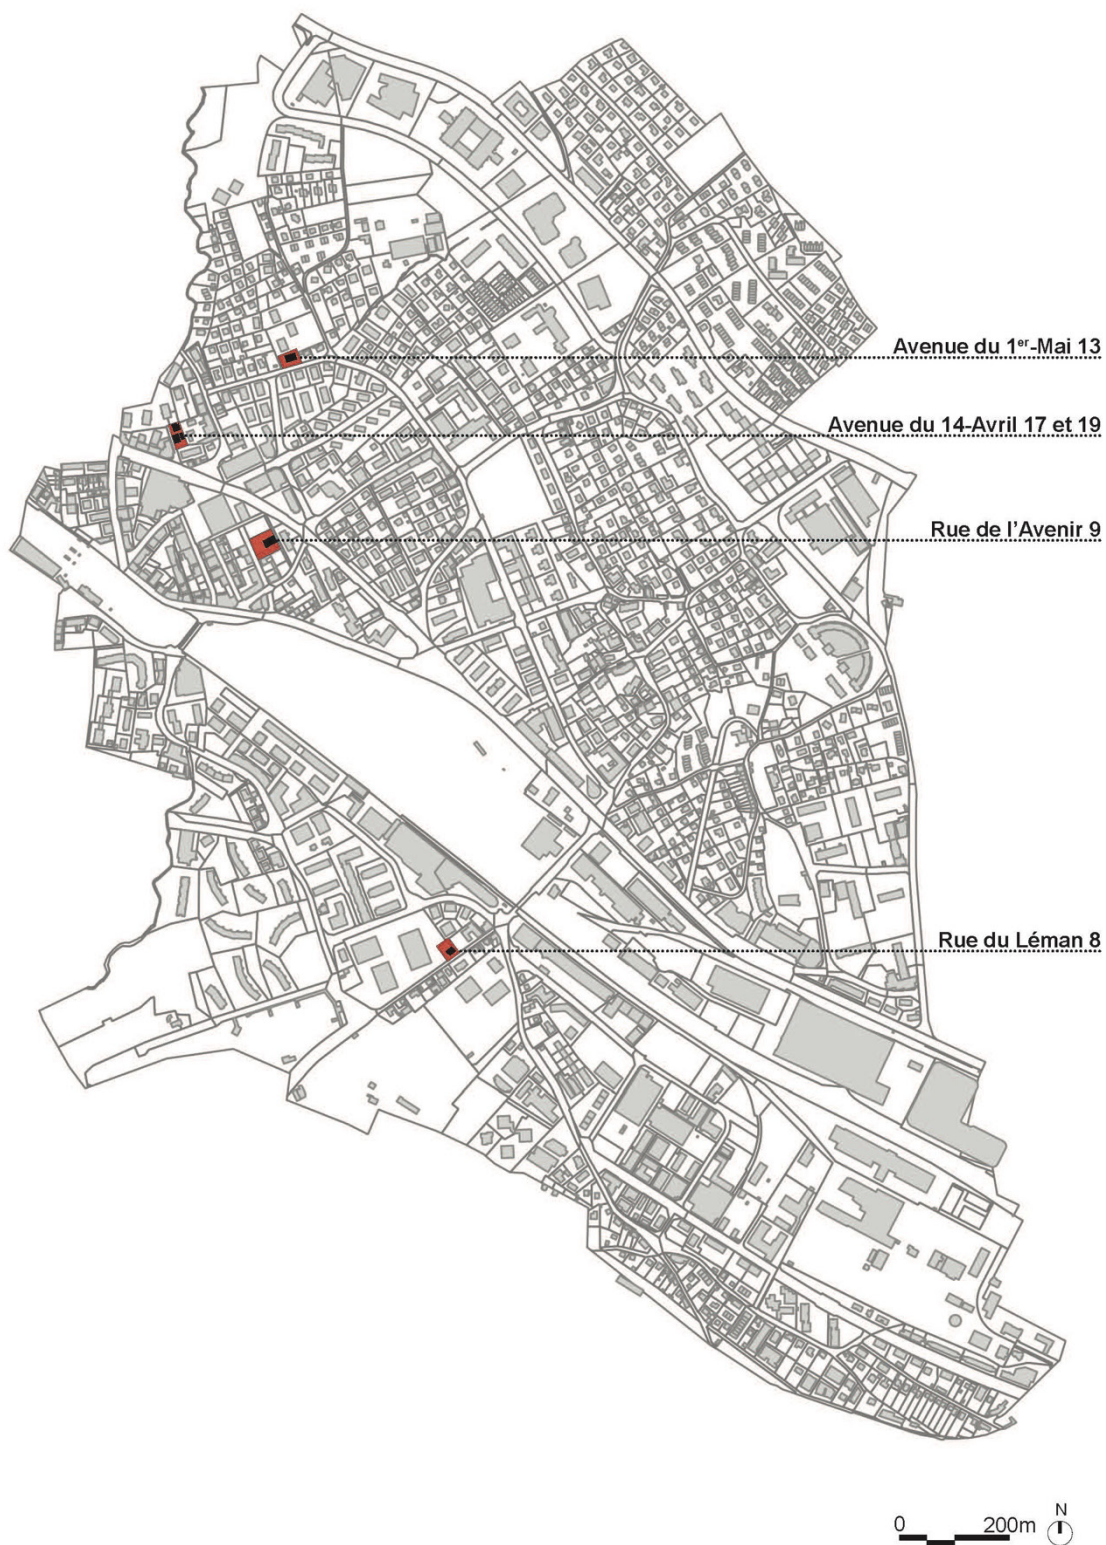 Avenue du 1er-Mai 13
Avenue du 14-Avril 17 et 19
Rue de l’Avenir 9
Rue du Léman 8
N
0 200m